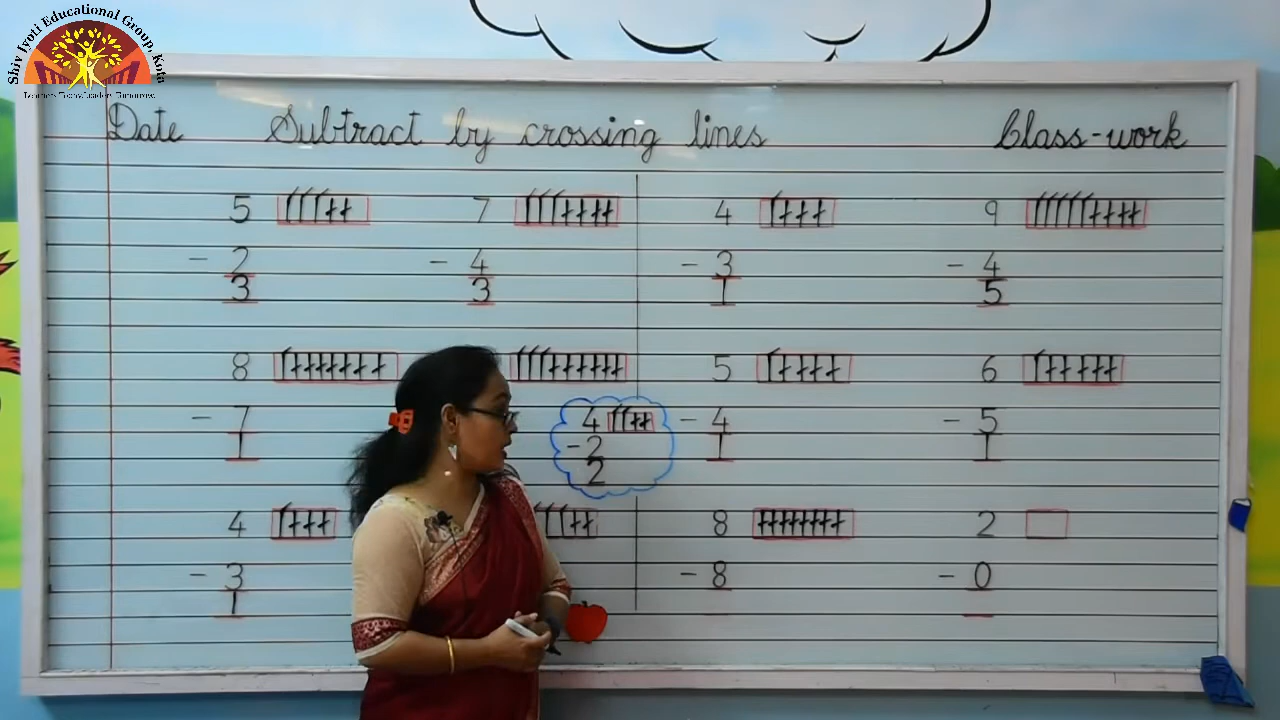 Shiv Jyoti Educational Group, Kota
Date Subtract by crossing lines Class-work
5 7 4 9
- 2 - 4 - 3 - 4
3 3 1 5
8 5 6
- 7 - 4 - 5
1 1 1
4
- 2
2
4 8 2
- 3 - 8 - 0
1